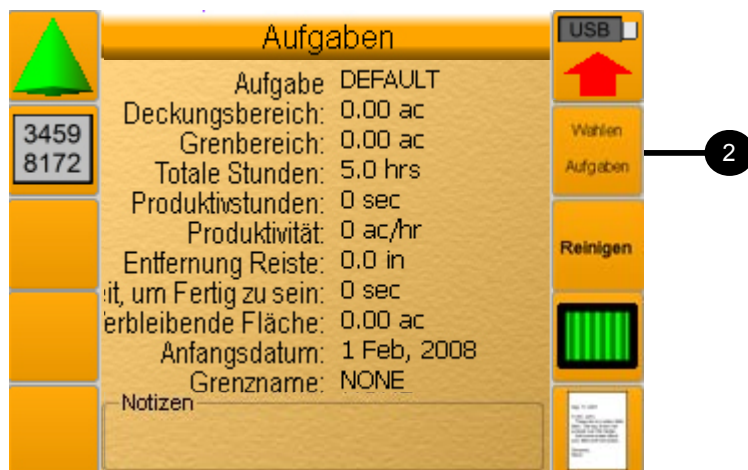 Aufgaben
USB
3459
8172
Wahlen
Aufgaben
2
Reinigen
Aufgabe DEFAULT
Deckungsbereich: 0.00 ac
Grenbereich: 0.00 ac
Totale Stunden: 5.0 hrs
Produktivstunden: 0 sec
Produktivität: 0 ac/hr
Entfernung Reiste: 0.0 in
it, um Fertig zu sein: 0 sec
erbleibende Fläche: 0.00 ac
Anfangsdatum: 1 Feb, 2008
Grenzname: NONE
Notizen